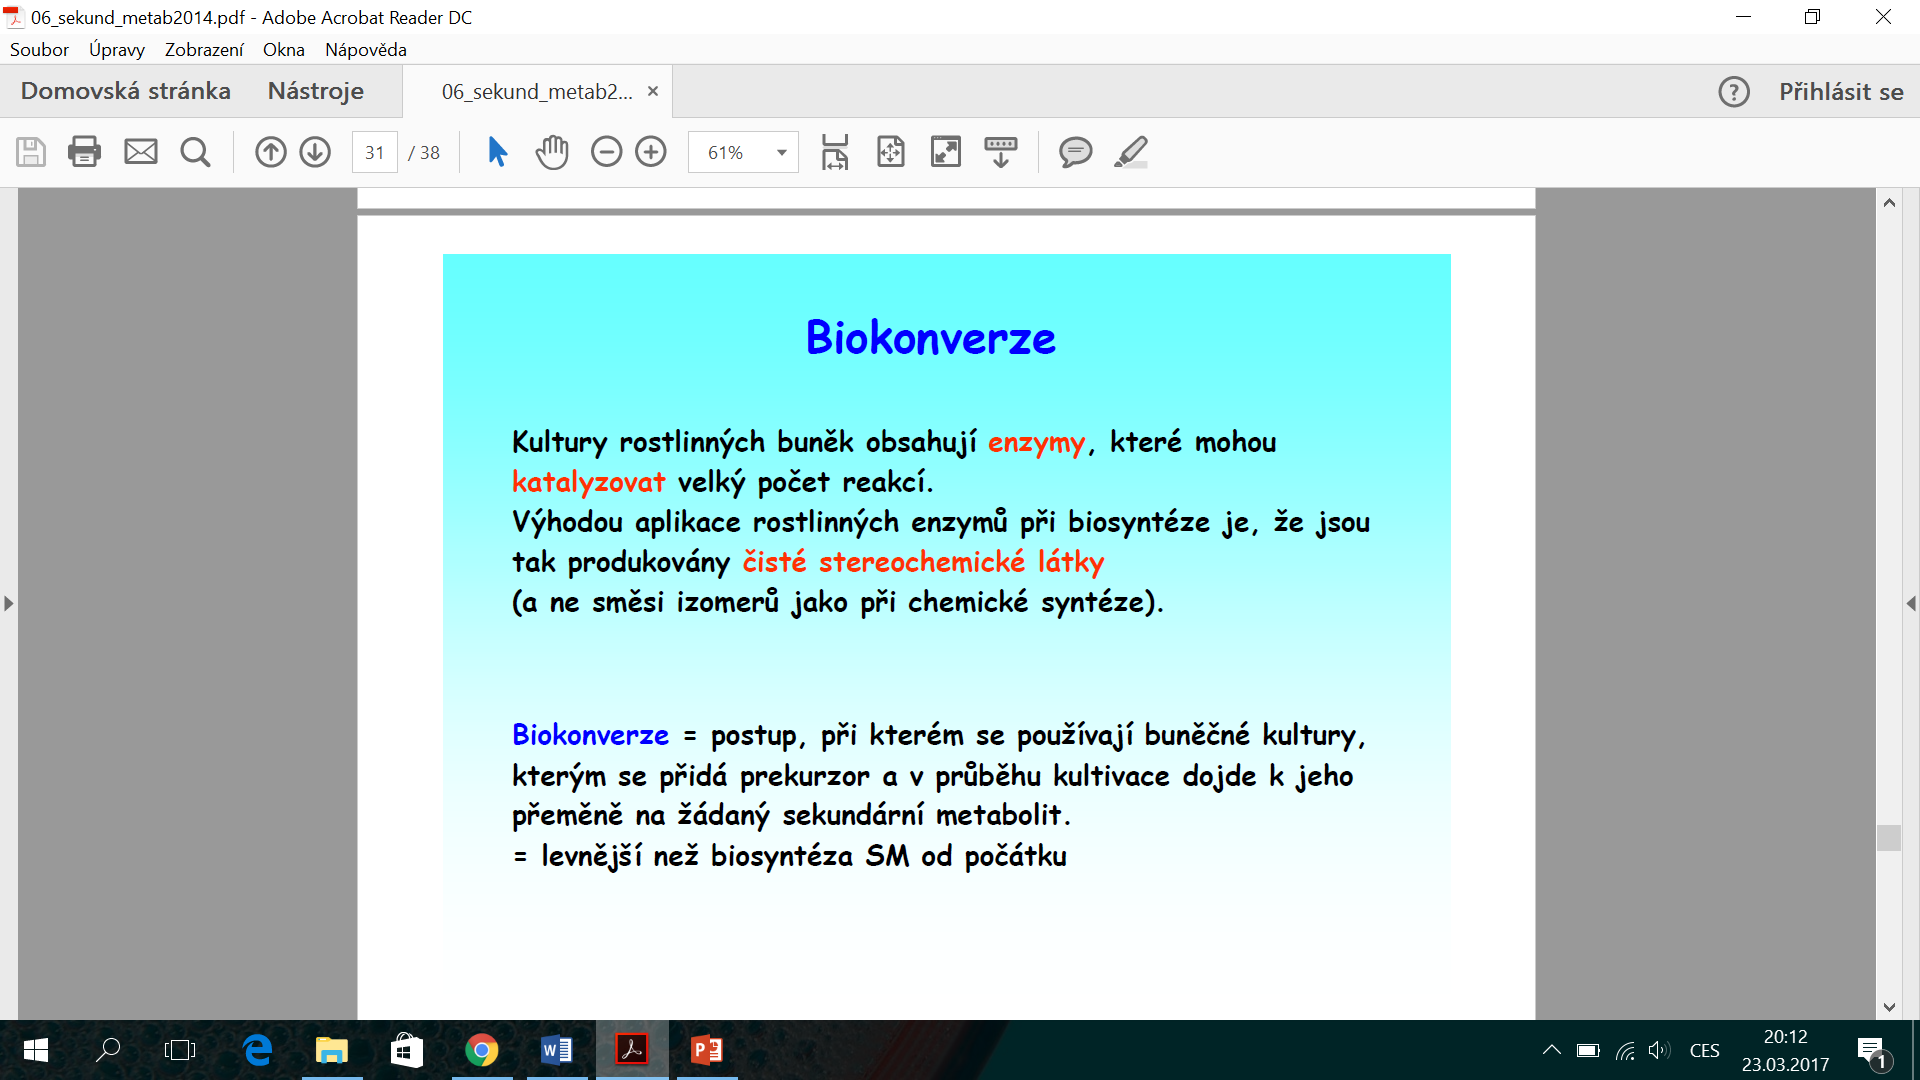 06_sekund_metab2014.pdf - Adobe Acrobat Reader DC
Soubor Úpravy Zobrazení Okna Nápověda
Domovská stránka Nástroje 06_sekund_metab2... × ? Přihlásit se
31 / 38 61%
Biokonverze
Kultury rostlinných buněk obsahují enzymy, které mohou
katalyzovat velký počet reakcí.
Výhodou aplikace rostlinných enzymů při biosyntéze je, že jsou
tak produkovány čisté stereochemické látky
(a ne směsi izomerů jako při chemické syntéze).
Biokonverze = postup, při kterém se používají buněčné kultury,
kterým se přidá prekurzor a v průběhu kultivace dojde k jeho
přeměně na žádaný sekundární metabolit.
= levnější než biosyntéza SM od počátku
CES
20:12
23.03.2017
1